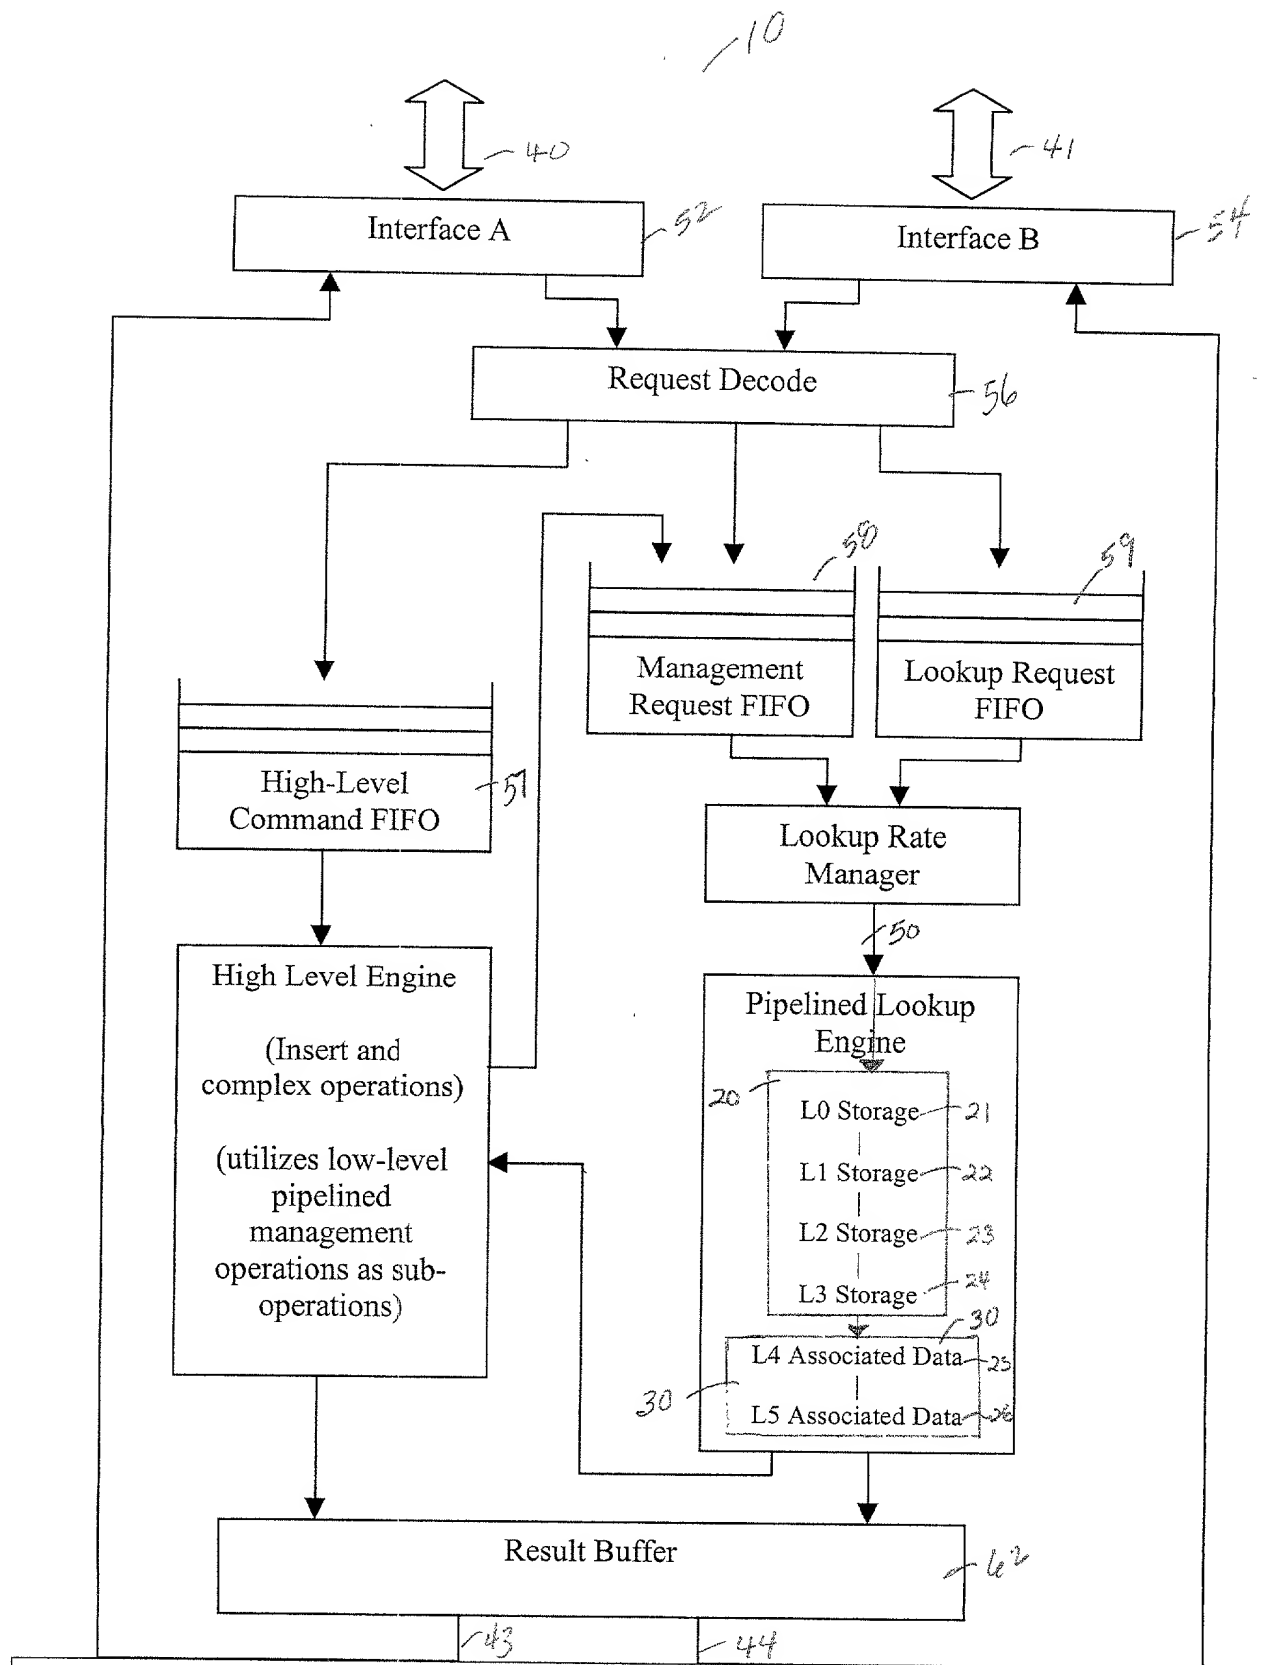 10
40
41
Interface A
52
Interface B
54
Request Decode
56
58
59
Management
Request FIFO
Lookup Request
FIFO
High-Level
Command FIFO
57
Lookup Rate
Manager
50
High Level Engine
(Insert and
complex operations)
(utilizes low-level
pipelined
management
operations as sub-
operations)
Pipelined Lookup
Engine
20
L0 Storage
21
L1 Storage
22
L2 Storage
23
L3 Storage
24
30
L4 Associated Data
25
30
L5 Associated Data
26
Result Buffer
62
43
44